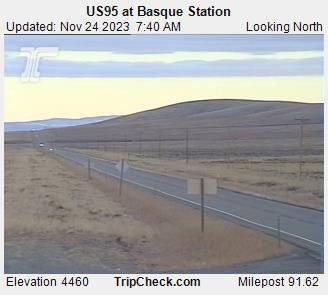 US95 at Basque Station
Updated: Nov 24 2023 7:40 AM Looking North
Elevation 4460 TripCheck.com Milepost 91.62